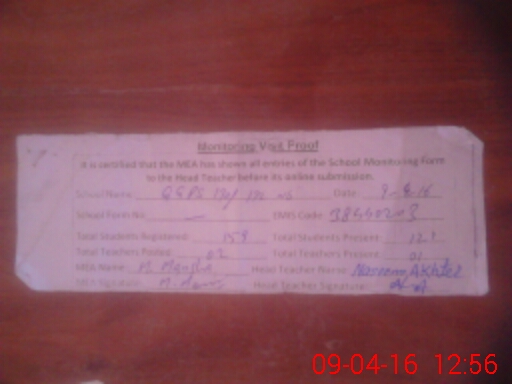 Monitoring Visit Proof
It is certified that the MEA has shown all entries of the School Monitoring Form
to the Head Teacher before its online submission.
School Name GGPS Date: 9-4-16
School Form No — EMIS Code:
Total Students Registered: 158 Total Students Present: 121
Total Teachers Posted: 02 Total Teachers Present: 01
MEA Name: M Mansha Head Teacher Name: Nasreem Akhter
MEA Signature: Head Teacher Signature:
09-04-16 12:56